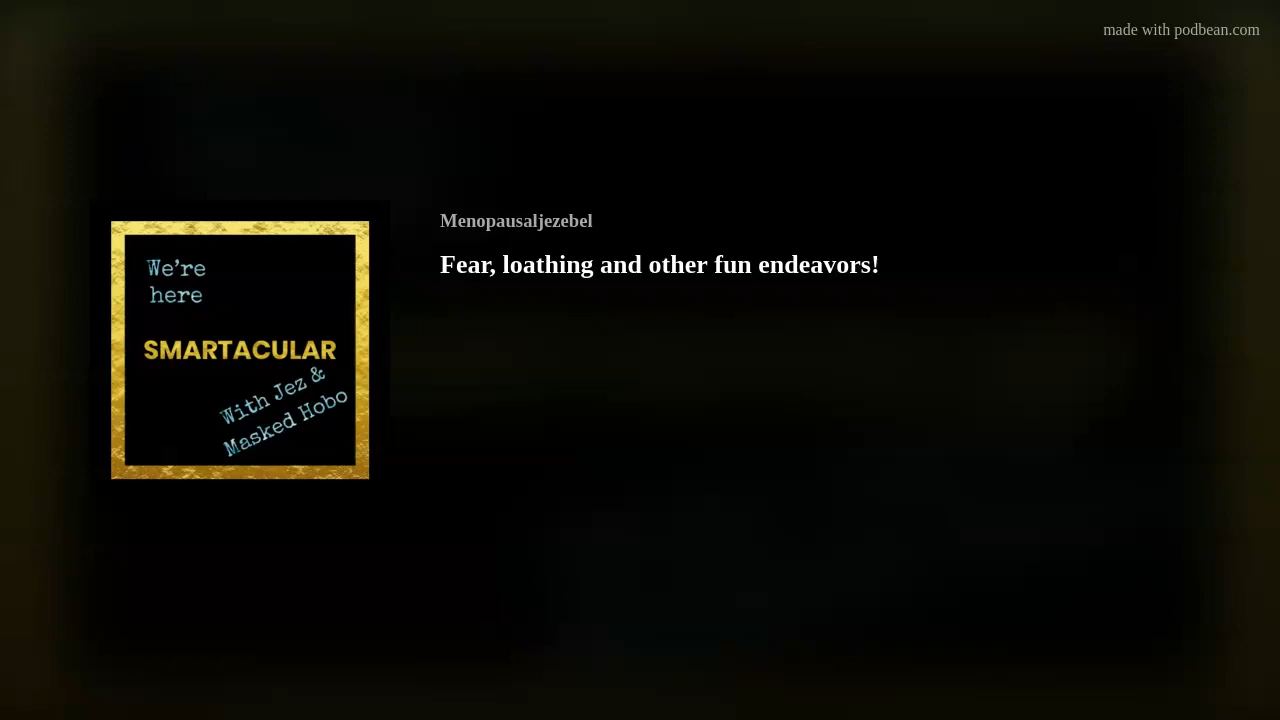 made with podbean.com
Menopausaljezebel
Fear, loathing and other fun endeavors!
We're
here
SMARTACULAR
With Jez &
Masked Hobo